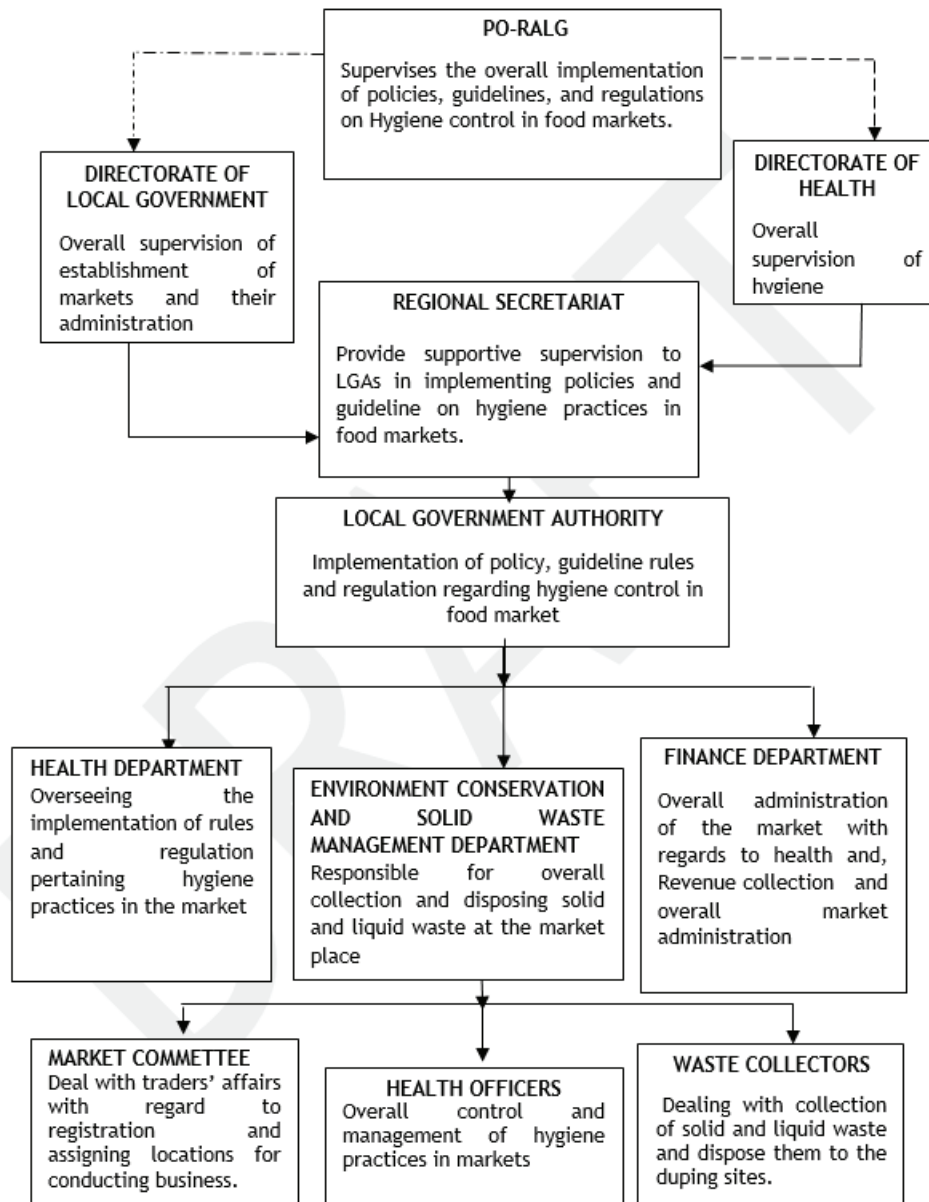 PO-RALG
Supervises the overall implementation
of policies, guidelines, and regulations
on Hygiene control in food markets.
DIRECTORATE OF
LOCAL GOVERNMENT
Overall supervision of
establishment of
markets and their
administration
DIRECTORATE OF
HEALTH
Overall
supervision of
hygiene
REGIONAL SECRETARIAT
Provide supportive supervision to
LGAs in implementing policies and
guideline on hygiene practices in
food markets.
LOCAL GOVERNMENT AUTHORITY
Implementation of policy, guideline rules
and regulation regarding hygiene control in
food market
HEALTH DEPARTMENT
Overseeing the
implementation of rules
and regulation
pertaining hygiene
practices in the market
ENVIRONMENT CONSERVATION
AND SOLID WASTE
MANAGEMENT DEPARTMENT
Responsible for overall
collection and disposing solid
and liquid waste at the market
place
FINANCE DEPARTMENT
Overall administration
of the market with
regards to health and,
Revenue collection and
overall market
administration
MARKET COMMITTEE
Deal with traders’ affairs
with regard to
registration and
assigning locations for
conducting business.
HEALTH OFFICERS
Overall control and
management of hygiene
practices in markets
WASTE COLLECTORS
Dealing with collection
of solid and liquid waste
and dispose them to the
duping sites.
DRAFT